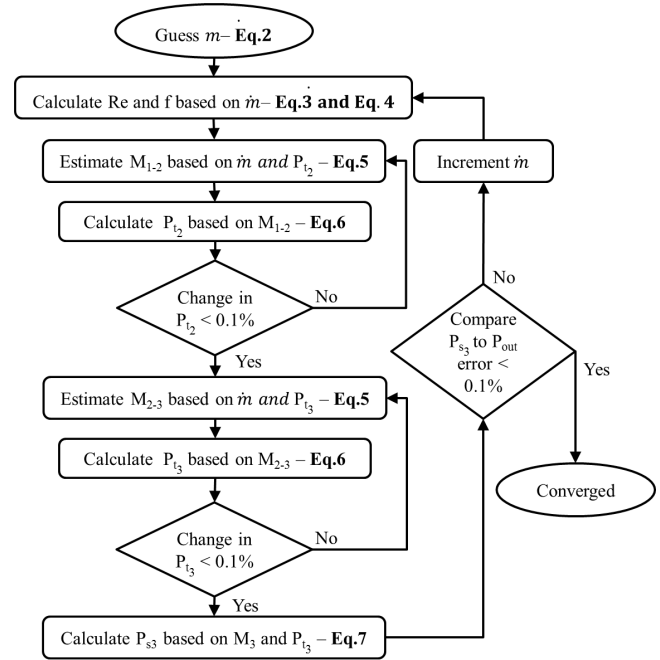 Guess m– Ėq.2
Calculate Re and f based on ṁ– Eq.3̇ and Eq. 4
Estimate M₁₋₂ based on ṁ and Pₜ₂ – Eq.5
Increment ṁ
Calculate Pₜ₂ based on M₁₋₂ – Eq.6
No
Change in
Pₜ₂ < 0.1%
No
Yes
Compare
Pₛ₃ to Pₒᵤₜ
error <
0.1%
Yes
Estimate M₂₋₃ based on ṁ and Pₜ₃ – Eq.5
Calculate Pₜ₃ based on M₂₋₃ – Eq.6
Converged
Change in
Pₜ₃ < 0.1%
No
Yes
Calculate Pₛ₃ based on M₃ and Pₜ₃ – Eq.7